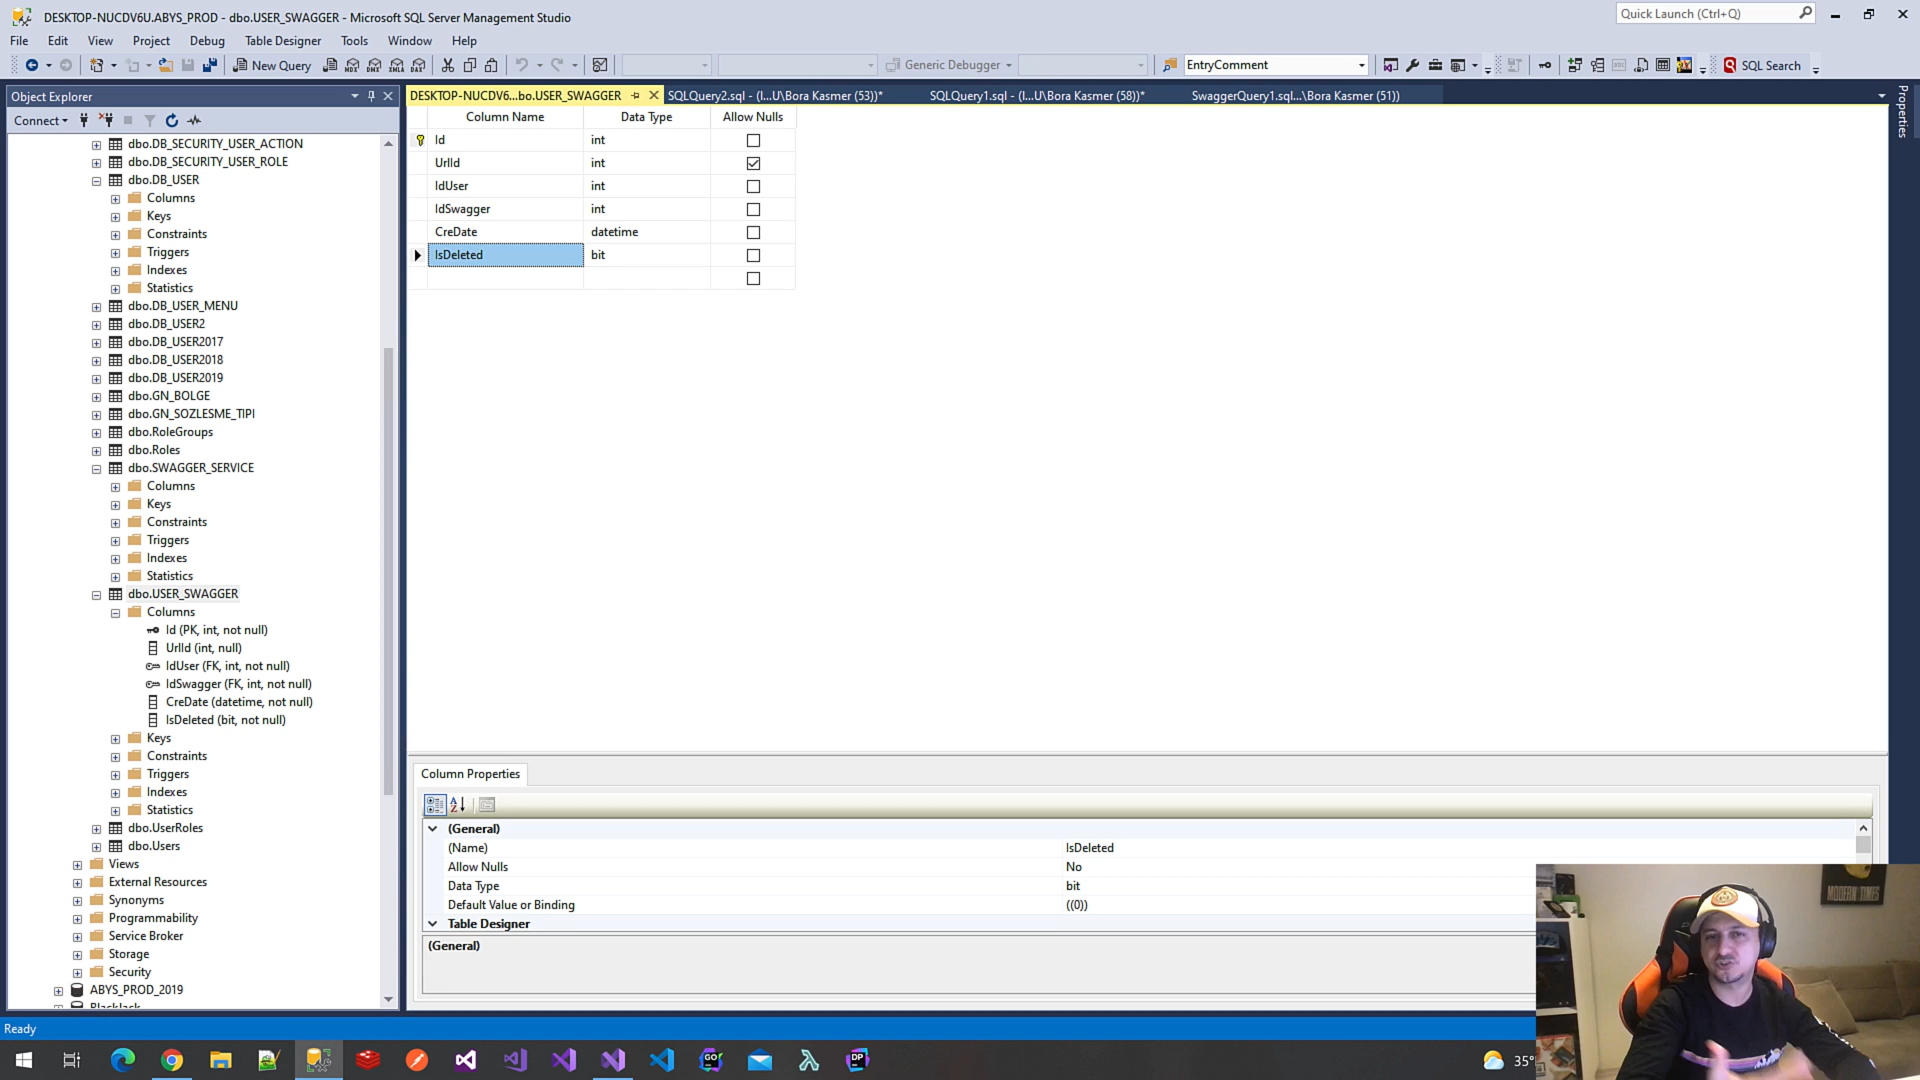 DESKTOP-NUCDV6U.ABYS_PROD - dbo.USER_SWAGGER - Microsoft SQL Server Management Studio
Quick Launch (Ctrl+Q)
File Edit View Project Debug Table Designer Tools Window Help
New Query
Generic Debugger
EntryComment
SQL Search
Object Explorer
DESKTOP-NUCDV6...bo.USER_SWAGGER
SQLQuery2.sql - (l...U\Bora Kasmer (53))*
SQLQuery1.sql - (l...U\Bora Kasmer (58))*
SwaggerQuery1.sql...\Bora Kasmer (51))
Properties
Connect
dbo.DB_SECURITY_USER_ACTION
dbo.DB_SECURITY_USER_ROLE
dbo.DB_USER
Columns
Keys
Constraints
Triggers
Indexes
Statistics
dbo.DB_USER_MENU
dbo.DB_USER2
dbo.DB_USER2017
dbo.DB_USER2018
dbo.DB_USER2019
dbo.GN_BOLGE
dbo.GN_SOZLESME_TIPI
dbo.RoleGroups
dbo.Roles
dbo.SWAGGER_SERVICE
Columns
Keys
Constraints
Triggers
Indexes
Statistics
dbo.USER_SWAGGER
Columns
Id (PK, int, not null)
UrlId (int, null)
IdUser (FK, int, not null)
IdSwagger (FK, int, not null)
CreDate (datetime, not null)
IsDeleted (bit, not null)
Keys
Constraints
Triggers
Indexes
Statistics
dbo.UserRoles
dbo.Users
Views
External Resources
Synonyms
Programmability
Service Broker
Storage
Security
ABYS_PROD_2019
BlackJack
Column Name Data Type Allow Nulls
Id int
UrlId int
IdUser int
IdSwagger int
CreDate datetime
IsDeleted bit
Column Properties
(General)
(Name) IsDeleted
Allow Nulls No
Data Type bit
Default Value or Binding ((0))
Table Designer
(General)
MODERN TIMES
Ready
GO
DP
35°